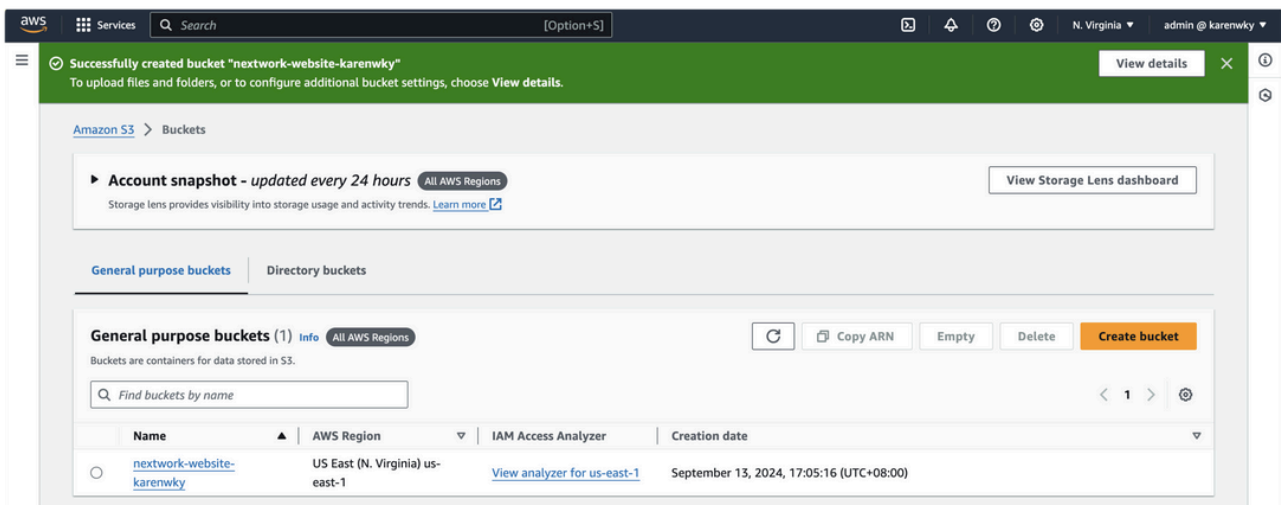 aws Services Search [Option+S] N. Virginia ▼ admin @ karenwky ▼
Successfully created bucket "nextwork-website-karenwky" View details
To upload files and folders, or to configure additional bucket settings, choose View details.
Amazon S3 > Buckets
Account snapshot - updated every 24 hours All AWS Regions View Storage Lens dashboard
Storage lens provides visibility into storage usage and activity trends. Learn more
General purpose buckets Directory buckets
General purpose buckets (1) Info All AWS Regions Copy ARN Empty Delete Create bucket
Buckets are containers for data stored in S3.
Find buckets by name < 1 >
Name ▲ AWS Region IAM Access Analyzer Creation date
nextwork-website- US East (N. Virginia) us- View analyzer for us-east-1 September 13, 2024, 17:05:16 (UTC+08:00)
karenwky east-1